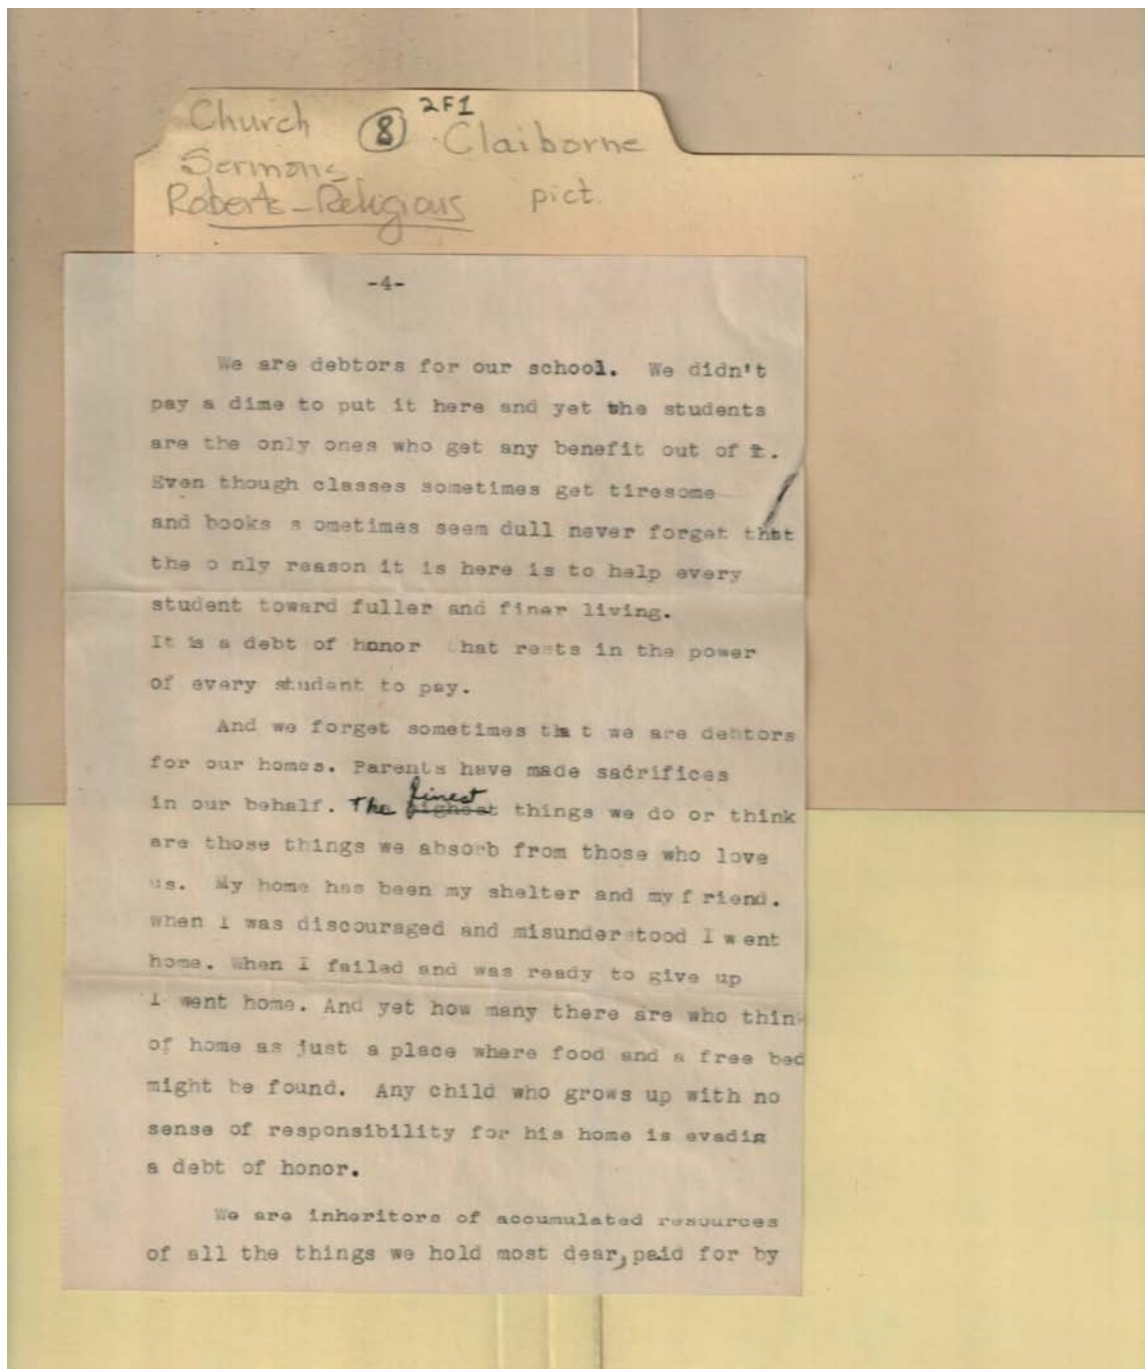 Church ⑧ 2F1 Claiborne
Sermons
Roberts-Religious pict.
-4-
We are debtors for our school. We didn't
pay a dime to put it here and yet the students
are the only ones who get any benefit out of it.
Even though classes sometimes get tiresome
and books s ometimes seem dull never forget that
the o nly reason it is here is to help every
student toward fuller and finer living.
It is a debt of honor that rests in the power
of every student to pay.
And we forget sometimes tha t we are debtors
for our homes. Parents have made sacrifices
in our behalf. The highest finest things we do or think
are those things we absorb from those who love
us. My home has been my shelter and my f riend.
When I was discouraged and misunderstood I w ent
home. When I failed and was ready to give up
I went home. And yet how many there are who think
of home as just a place where food and a free bed
might be found. Any child who grows up with no
sense of responsibility for his home is evadin
a debt of honor.
We are inheritors of accumulated resources
of all the things we hold most dear, paid for by